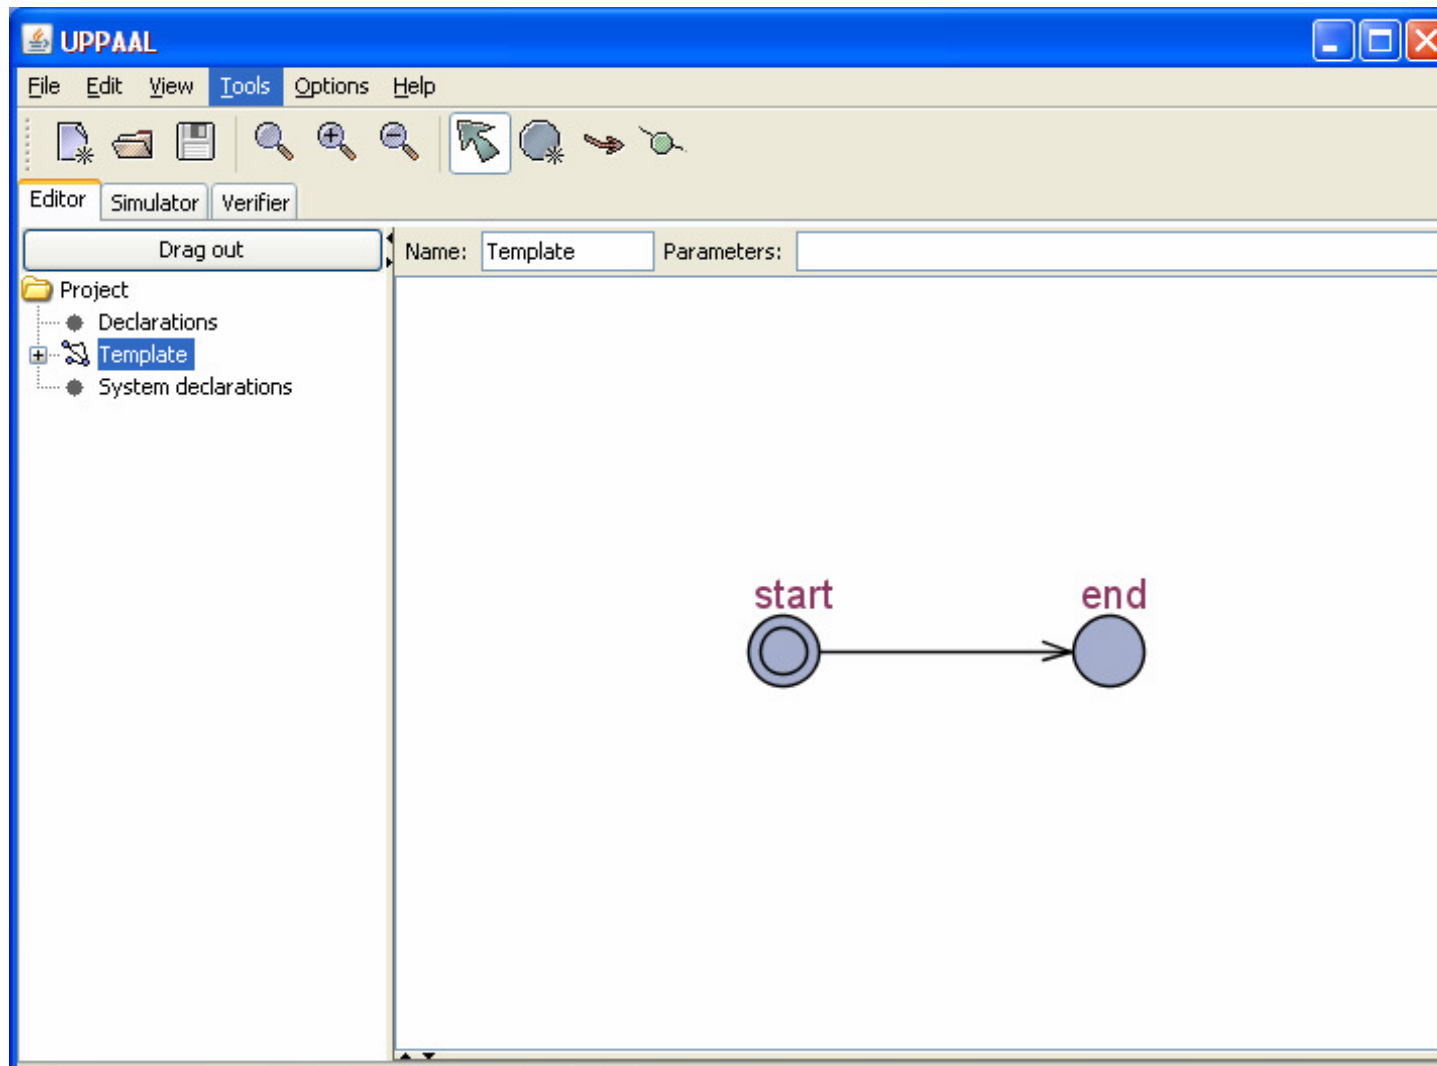 UPPAAL
File Edit View Tools Options Help
Editor Simulator Verifier
Drag out Name: Template Parameters:
Project
Declarations
Template
System declarations
start end